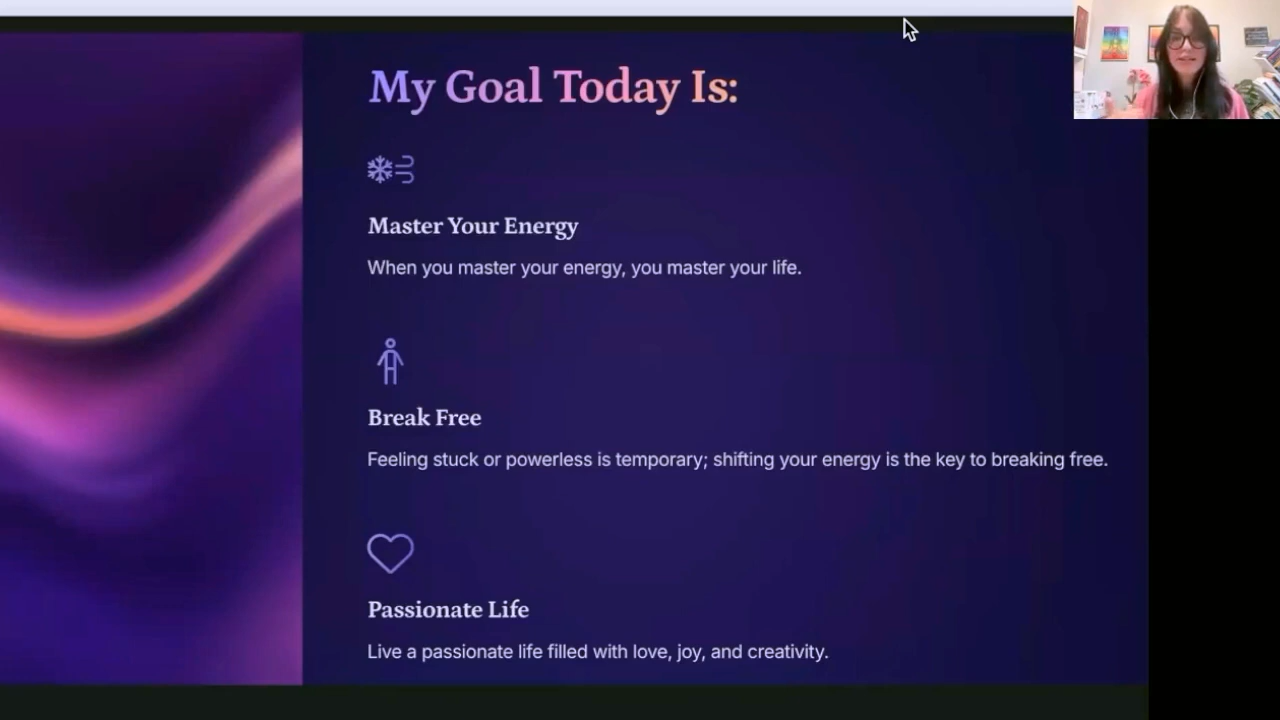 My Goal Today Is:
Master Your Energy
When you master your energy, you master your life.
Break Free
Feeling stuck or powerless is temporary; shifting your energy is the key to breaking free.
Passionate Life
Live a passionate life filled with love, joy, and creativity.